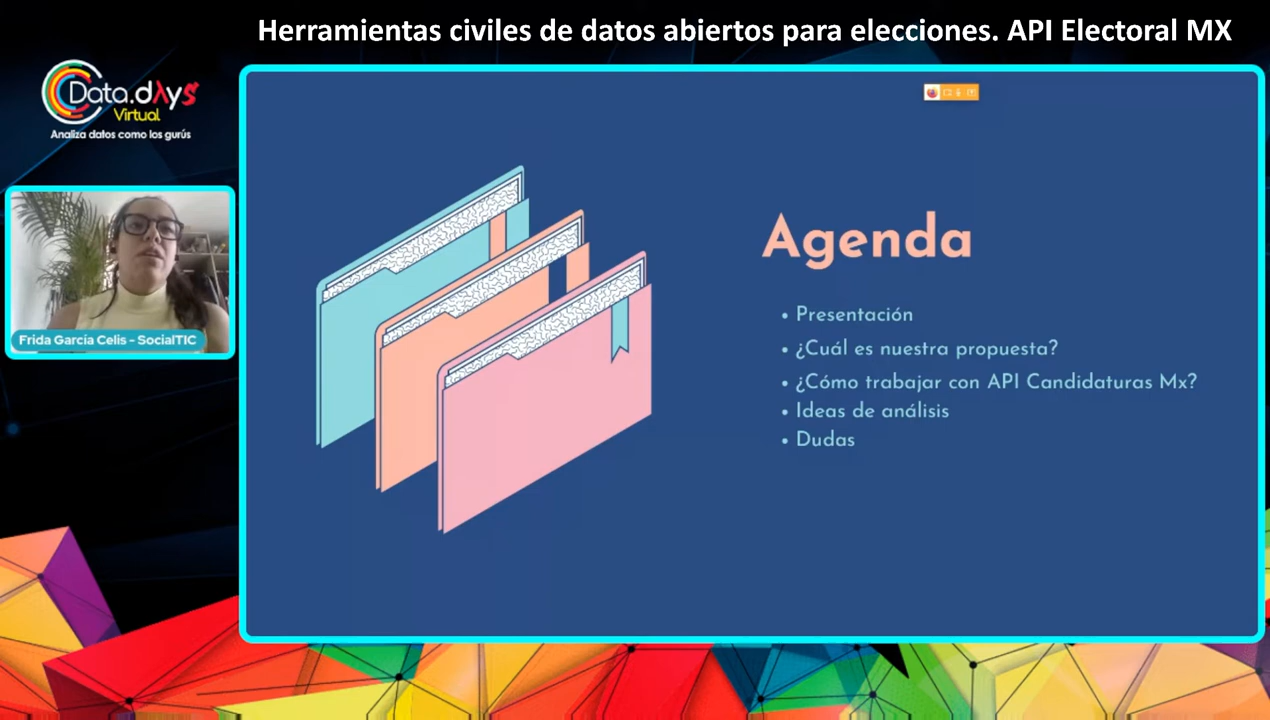 Herramientas civiles de datos abiertos para elecciones. API Electoral MX
Data.dAys
Virtual
Analiza datos como los gurús
Frida García Celis - SocialTIC
Agenda
• Presentación
• ¿Cuál es nuestra propuesta?
• ¿Cómo trabajar con API Candidaturas Mx?
• Ideas de análisis
• Dudas